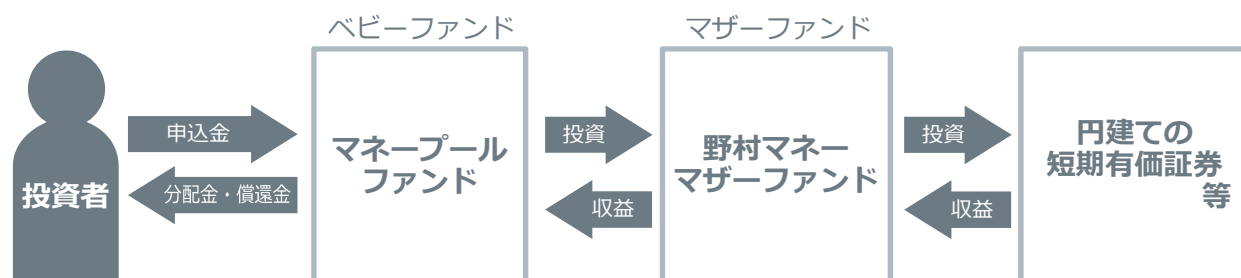 ベビーファンド
マザーファンド
投資者
申込金
分配金・償還金
マネープール
ファンド
投資
収益
野村マネー
マザーファンド
投資
収益
円建ての
短期有価証券
等